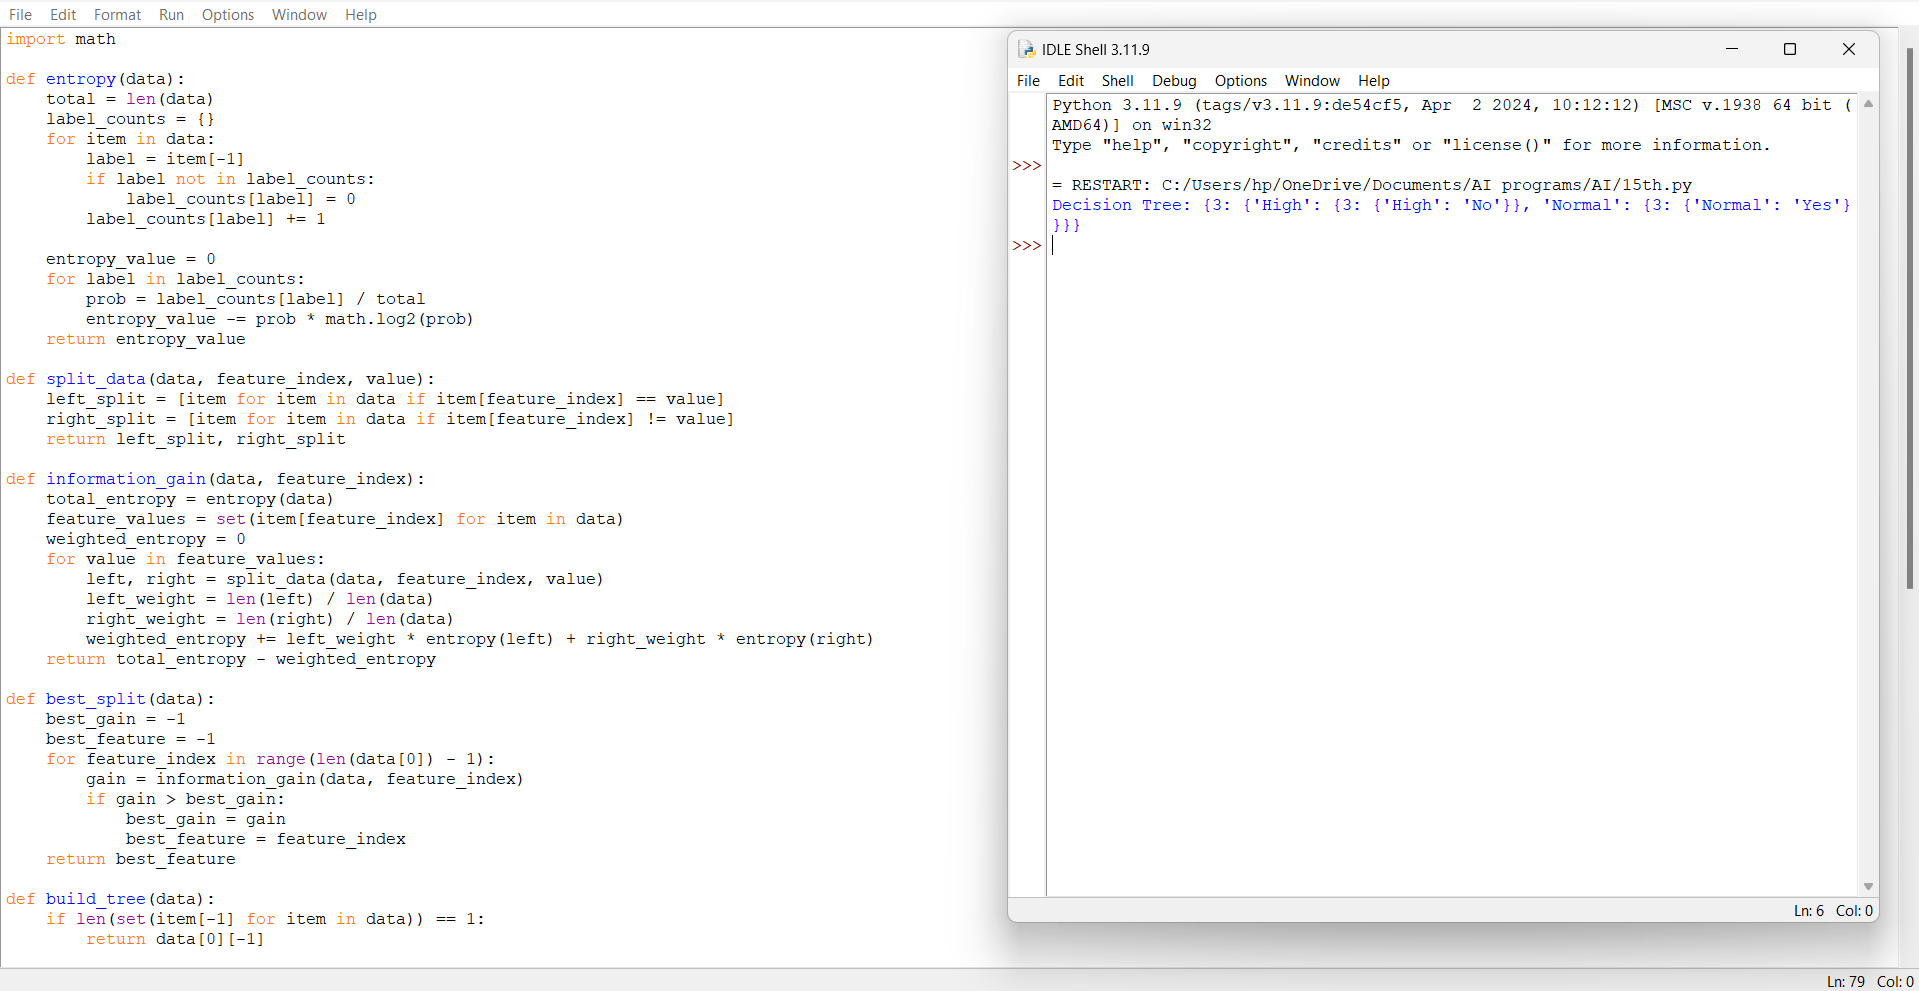 File Edit Format Run Options Window Help
import math

def entropy(data):
    total = len(data)
    label_counts = {}
    for item in data:
        label = item[-1]
        if label not in label_counts:
            label_counts[label] = 0
        label_counts[label] += 1

    entropy_value = 0
    for label in label_counts:
        prob = label_counts[label] / total
        entropy_value -= prob * math.log2(prob)
    return entropy_value

def split_data(data, feature_index, value):
    left_split = [item for item in data if item[feature_index] == value]
    right_split = [item for item in data if item[feature_index] != value]
    return left_split, right_split

def information_gain(data, feature_index):
    total_entropy = entropy(data)
    feature_values = set(item[feature_index] for item in data)
    weighted_entropy = 0
    for value in feature_values:
        left, right = split_data(data, feature_index, value)
        left_weight = len(left) / len(data)
        right_weight = len(right) / len(data)
        weighted_entropy += left_weight * entropy(left) + right_weight * entropy(right)
    return total_entropy - weighted_entropy

def best_split(data):
    best_gain = -1
    best_feature = -1
    for feature_index in range(len(data[0]) - 1):
        gain = information_gain(data, feature_index)
        if gain > best_gain:
            best_gain = gain
            best_feature = feature_index
    return best_feature

def build_tree(data):
    if len(set(item[-1] for item in data)) == 1:
        return data[0][-1]
Ln: 79 Col: 0
IDLE Shell 3.11.9
File Edit Shell Debug Options Window Help
Python 3.11.9 (tags/v3.11.9:de54cf5, Apr  2 2024, 10:12:12) [MSC v.1938 64 bit (
AMD64)] on win32
Type "help", "copyright", "credits" or "license()" for more information.
>>>
= RESTART: C:/Users/hp/OneDrive/Documents/AI programs/AI/15th.py
Decision Tree: {3: {'High': {3: {'High': 'No'}}, 'Normal': {3: {'Normal': 'Yes'}
}}}
>>>
Ln: 6 Col: 0